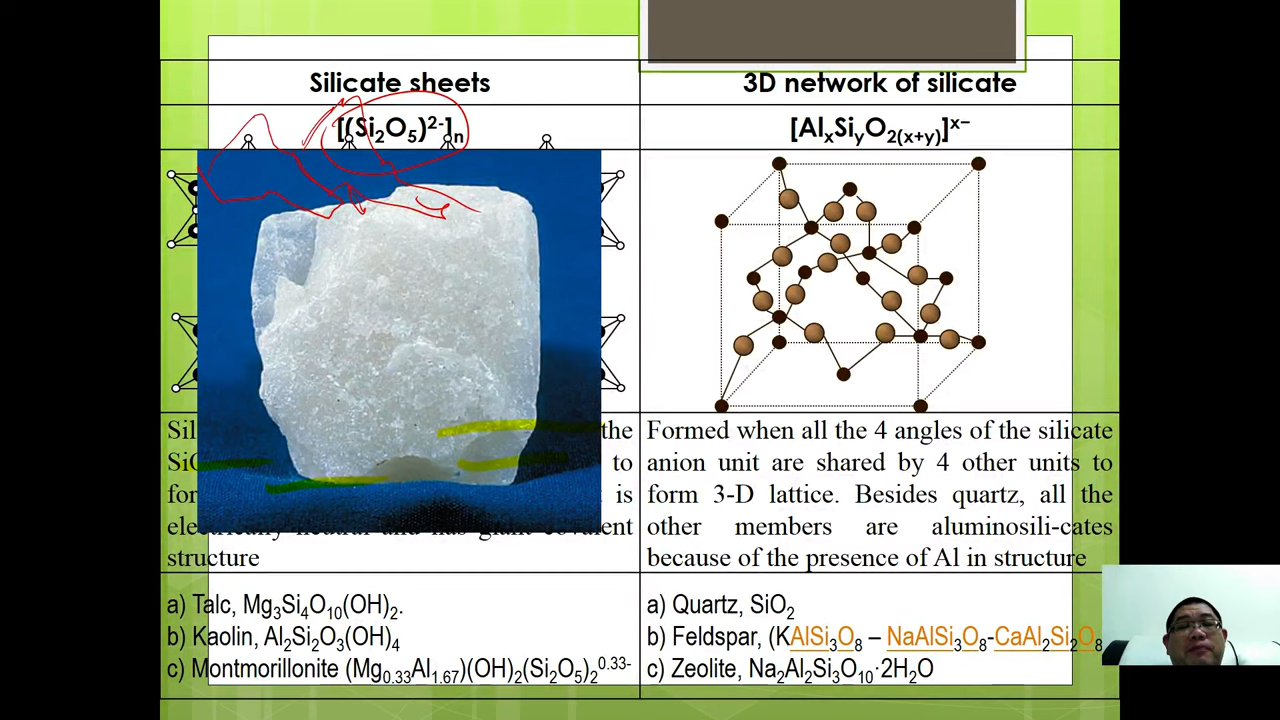 Silicate sheets
3D network of silicate
[(Si₂O₅)²⁻]ₙ
[AlₓSiᵧO₂₍ₓ₊ᵧ₎]ˣ⁻
Sil the
SiO to
for is
electrically neutral and has giant covalent
structure
Formed when all the 4 angles of the silicate
anion unit are shared by 4 other units to
form 3-D lattice. Besides quartz, all the
other members are aluminosili-cates
because of the presence of Al in structure
a) Talc, Mg₃Si₄O₁₀(OH)₂.
b) Kaolin, Al₂Si₂O₃(OH)₄
c) Montmorillonite (Mg₀.₃₃Al₁.₆₇)(OH)₂(Si₂O₅)₂⁰·³³⁻
a) Quartz, SiO₂
b) Feldspar, (KAlSi₃O₈ – NaAlSi₃O₈-CaAl₂Si₂O₈
c) Zeolite, Na₂Al₂Si₃O₁₀·2H₂O